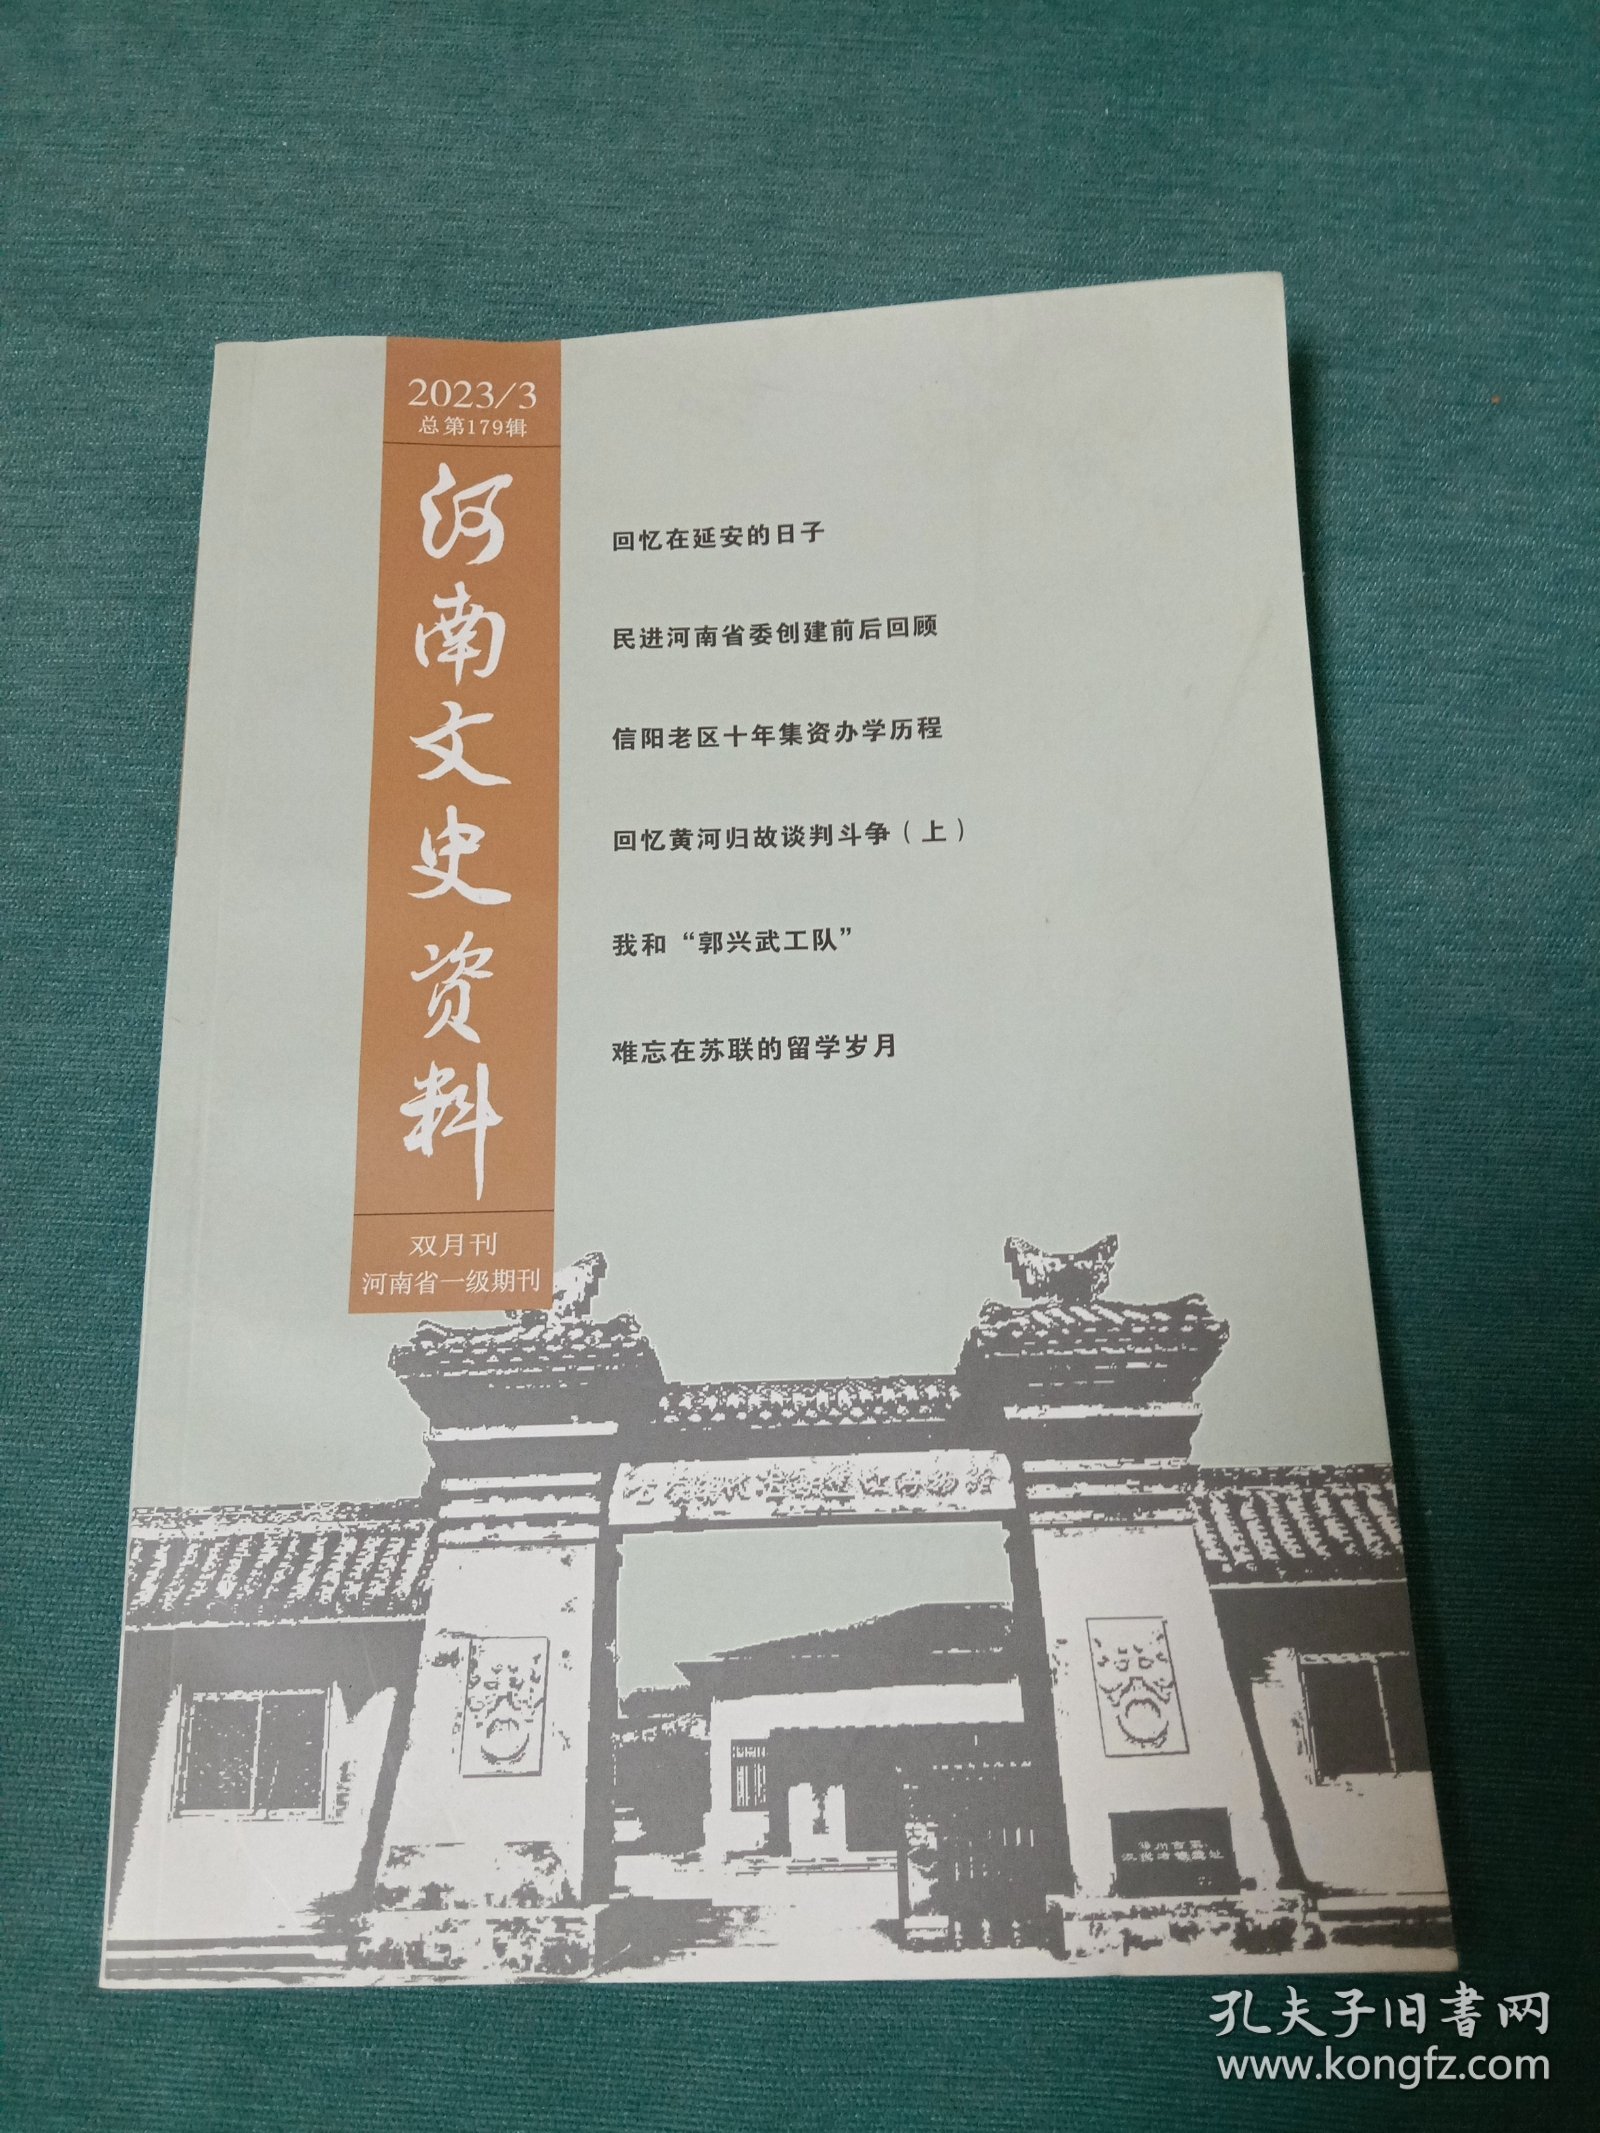 2023/3
总第179辑
河南文史资料
双月刊
河南省一级期刊
回忆在延安的日子
民进河南省委创建前后回顾
信阳老区十年集资办学历程
回忆黄河归故谈判斗争（上）
我和“郭兴武工队”
难忘在苏联的留学岁月
孔夫子旧書网
www.kongfz.com